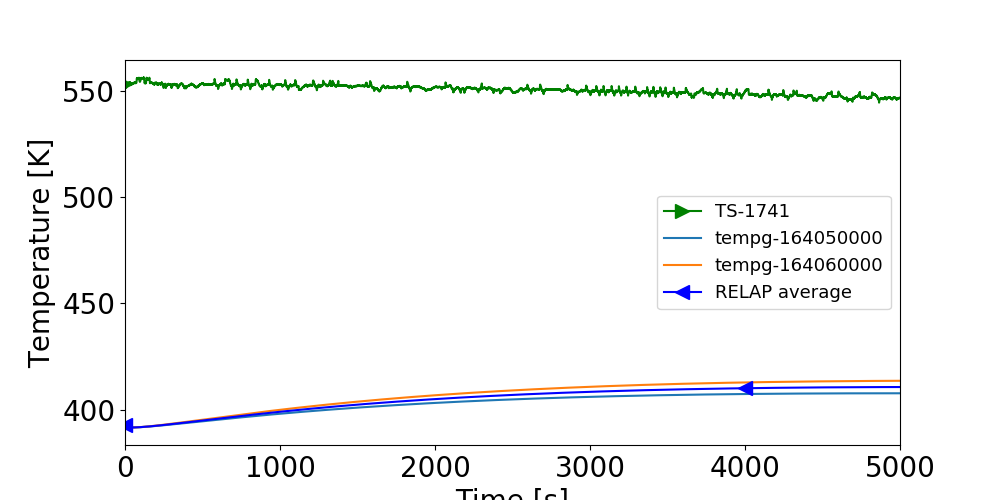 Temperature [K]
550
500
450
400
0 1000 2000 3000 4000 5000
Time [s]
TS-1741
tempg-164050000
tempg-164060000
RELAP average